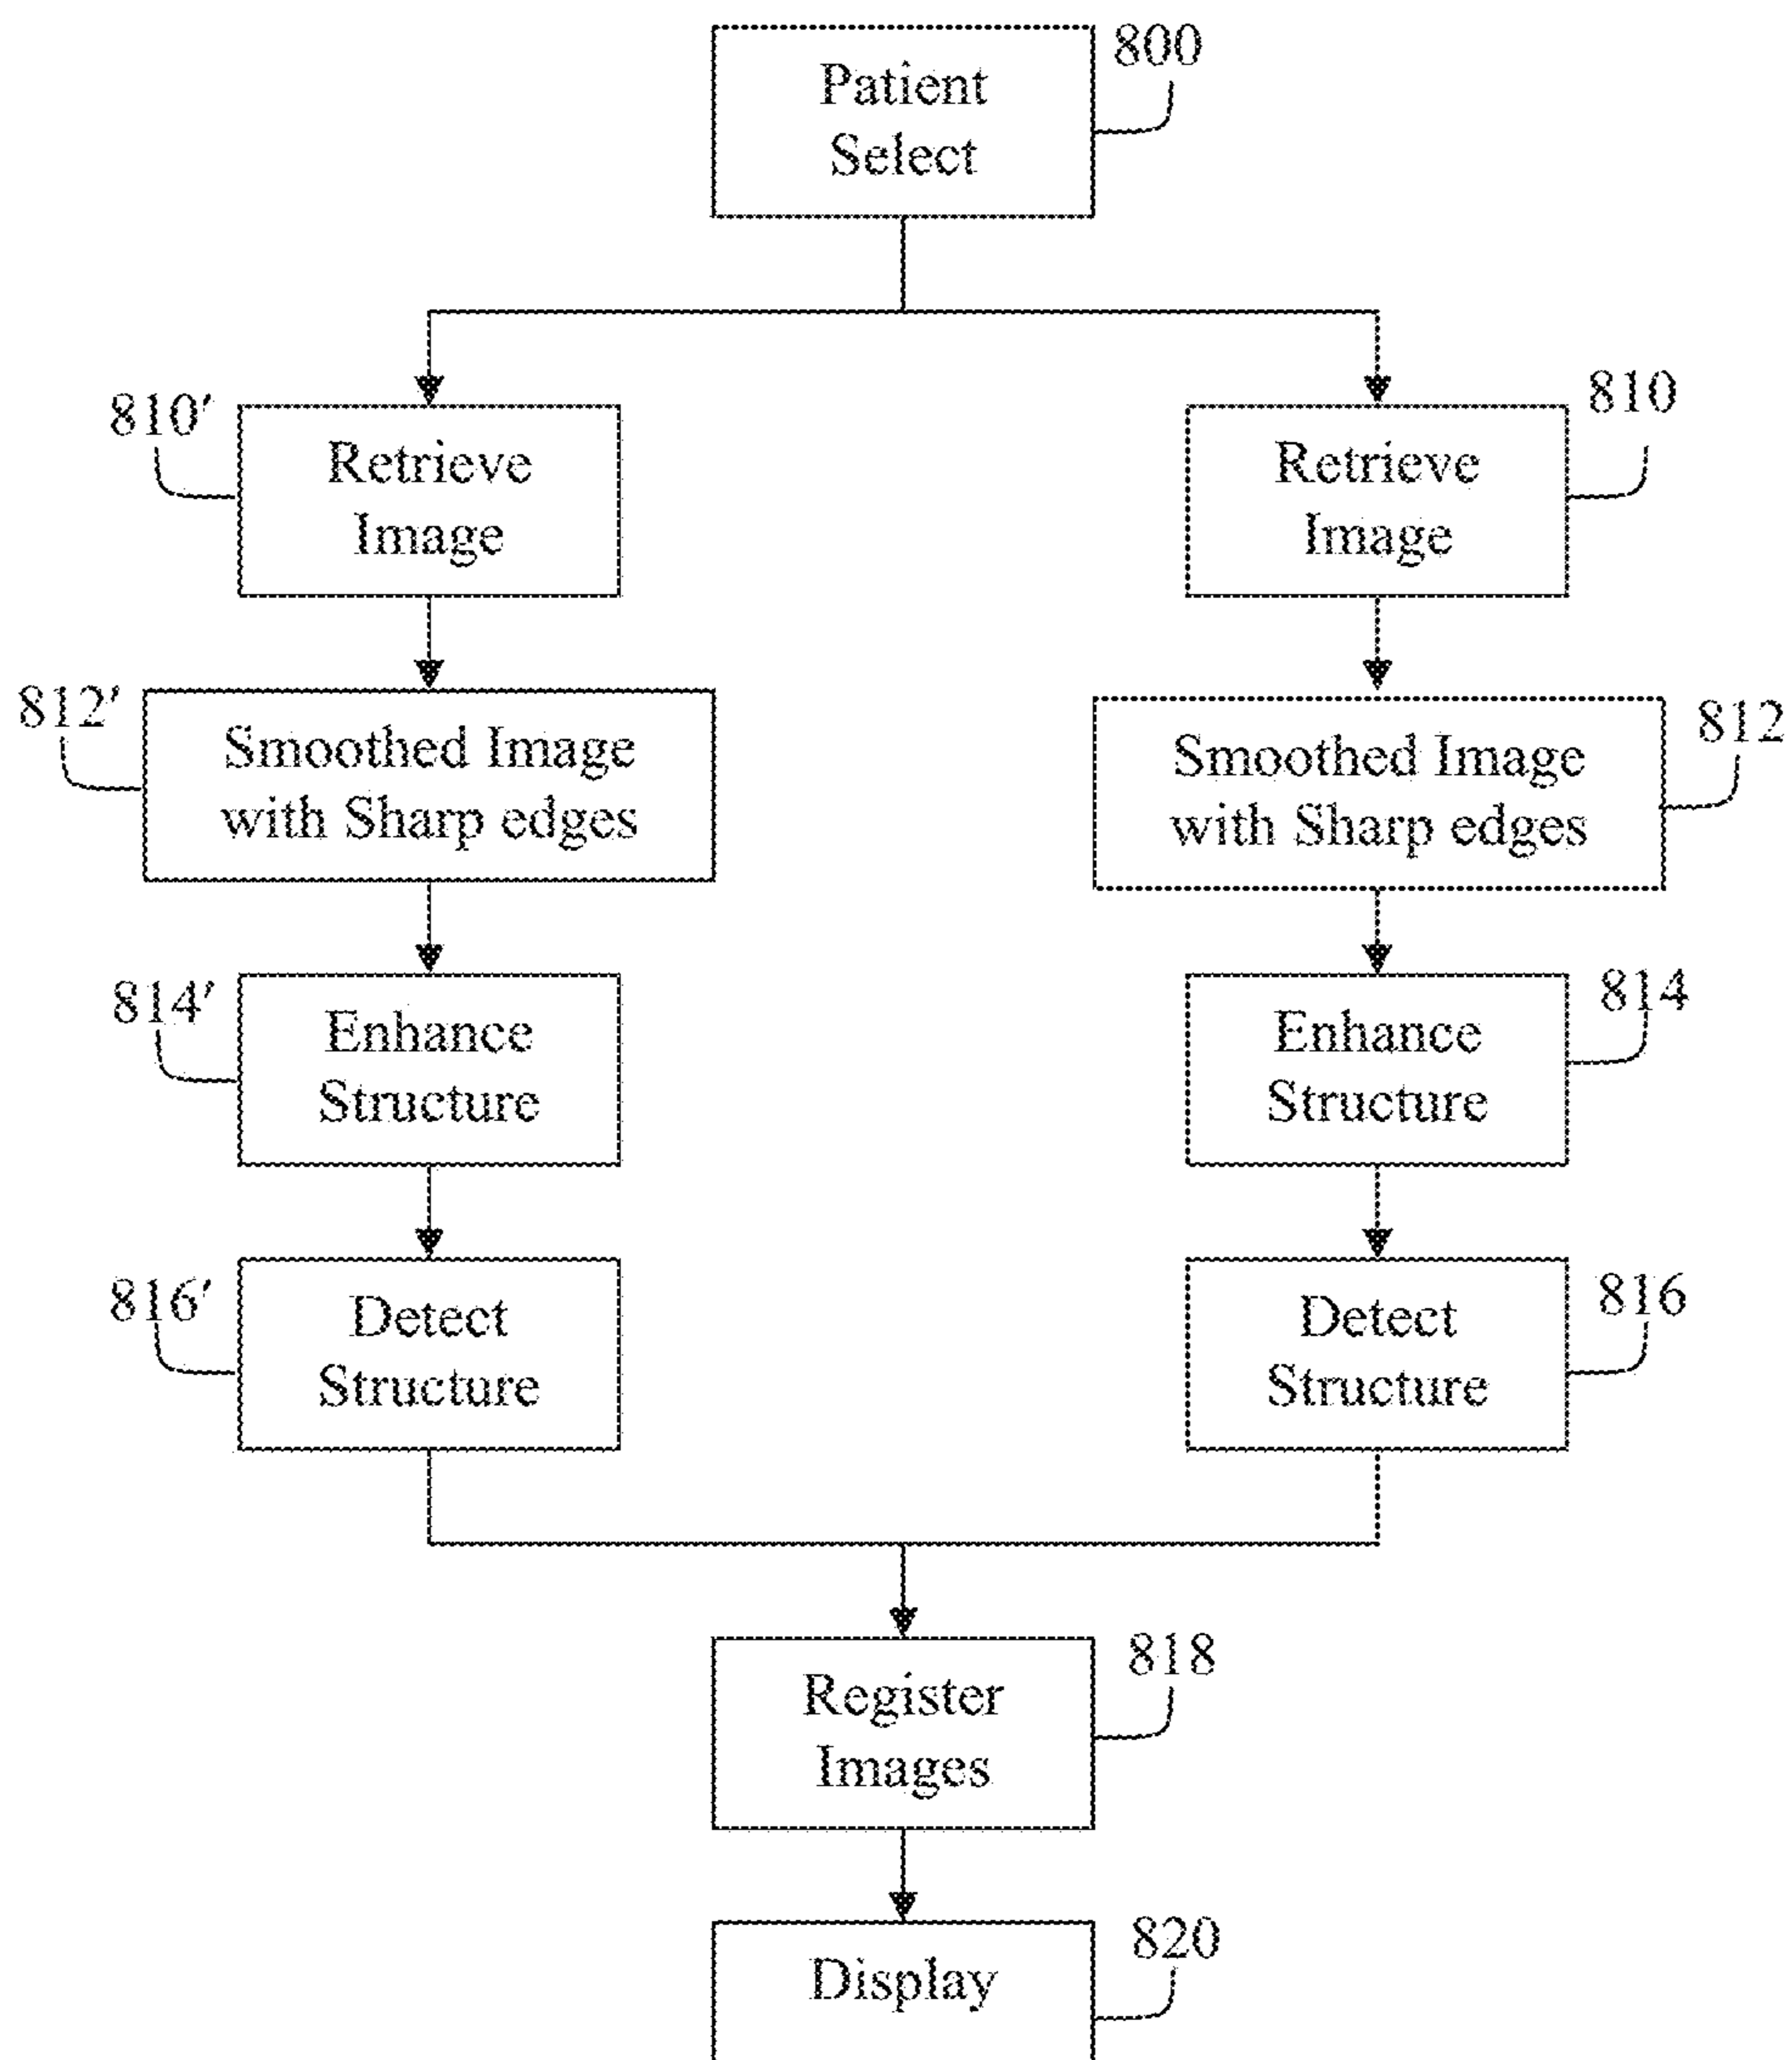 Patient
Select
800
810'
Retrieve
Image
Retrieve
Image
810
812'
Smoothed Image
with Sharp edges
Smoothed Image
with Sharp edges
812
814'
Enhance
Structure
Enhance
Structure
814
816'
Detect
Structure
Detect
Structure
816
Register
Images
818
Display
820